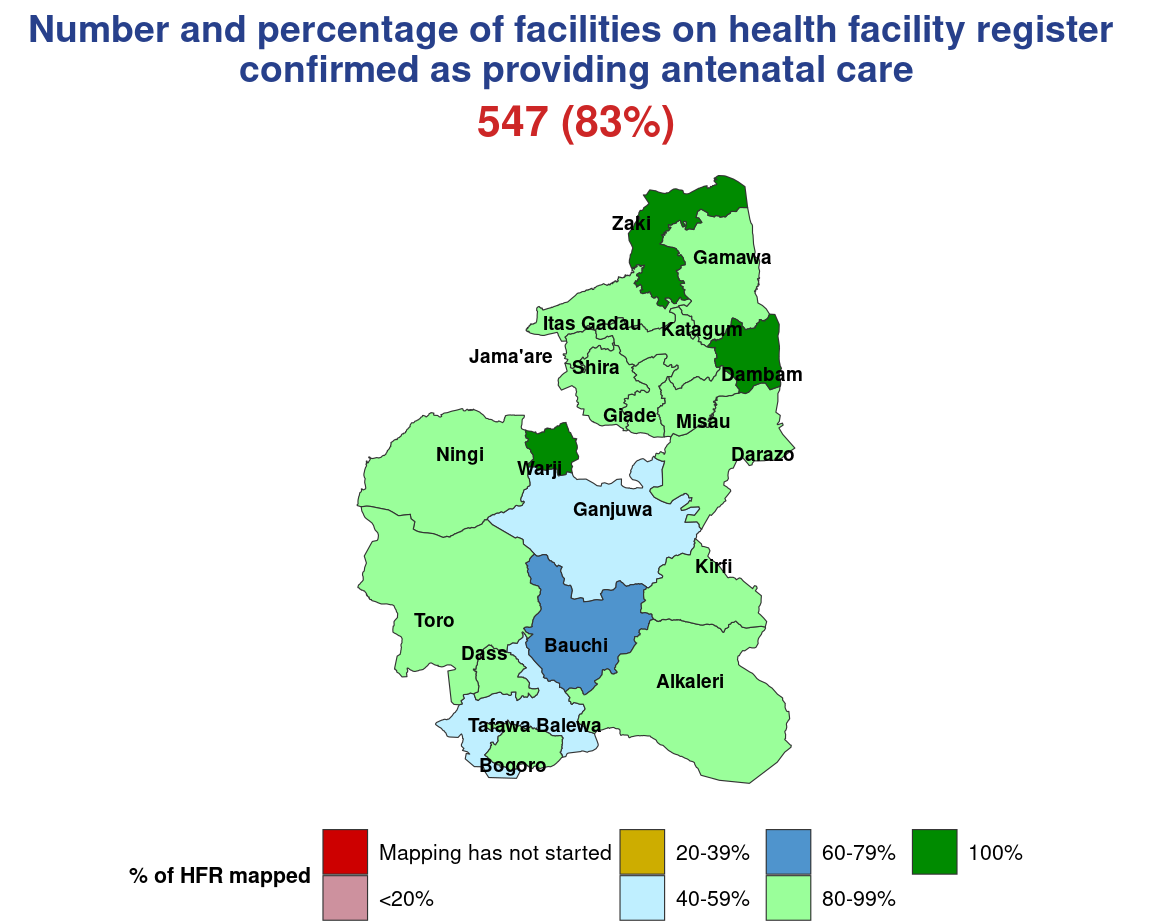 Number and percentage of facilities on health facility register
confirmed as providing antenatal care
547 (83%)
Zaki
Gamawa
Itas Gadau
Katagum
Jama'are
Shira
Dambam
Giade
Misau
Ningi
Warji
Darazo
Ganjuwa
Kirfi
Toro
Bauchi
Dass
Alkaleri
Tafawa Balewa
Bogoro
% of HFR mapped
Mapping has not started
<20%
20-39%
40-59%
60-79%
80-99%
100%